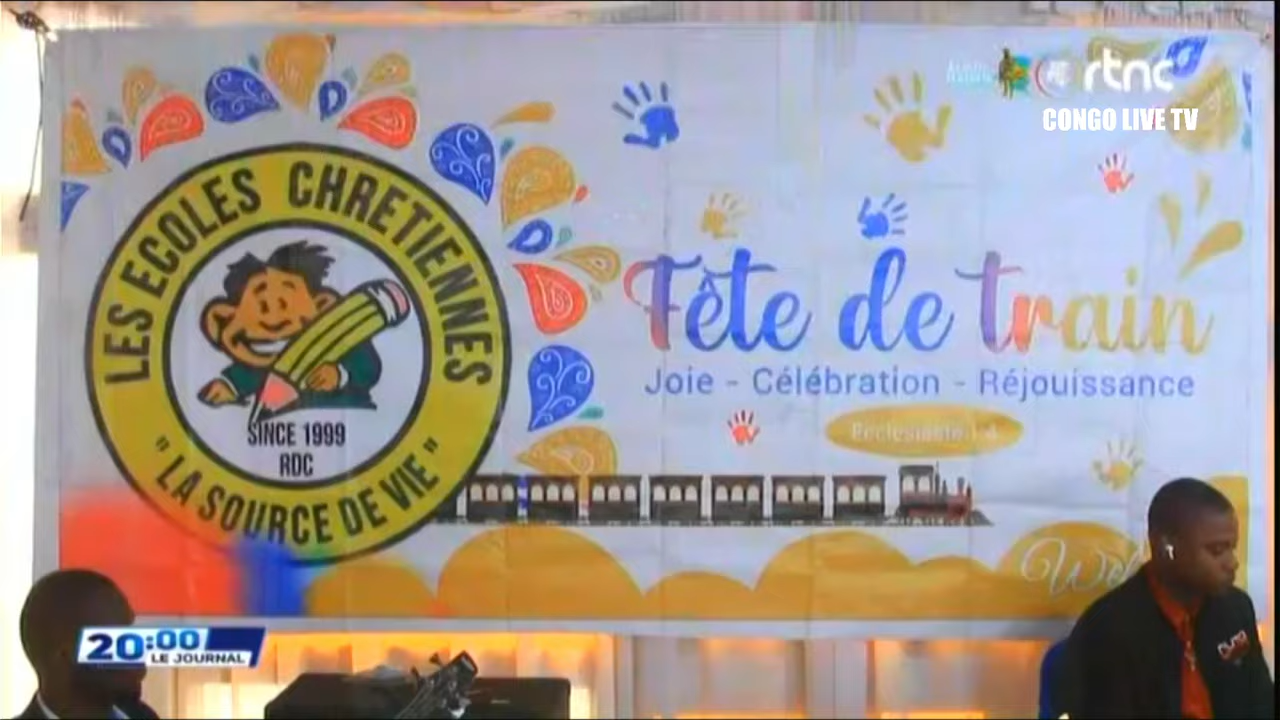 rtnc
CONGO LIVE TV
LES ECOLES CHRETIENNES
SINCE 1999
RDC
"LA SOURCE DE VIE"
Fête de train
Joie - Célébration - Réjouissance
20:00
LE JOURNAL